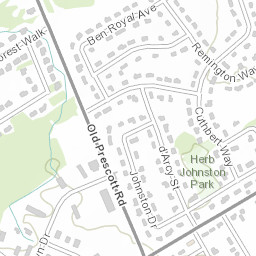 Ben-Royal-Ave
orest-Walk
Remington-Way
Cuthbert Way
Old-Prescott-Rd
d'Arcy-St
Johnston Dr
Herb
Johnston
Park
n Dr